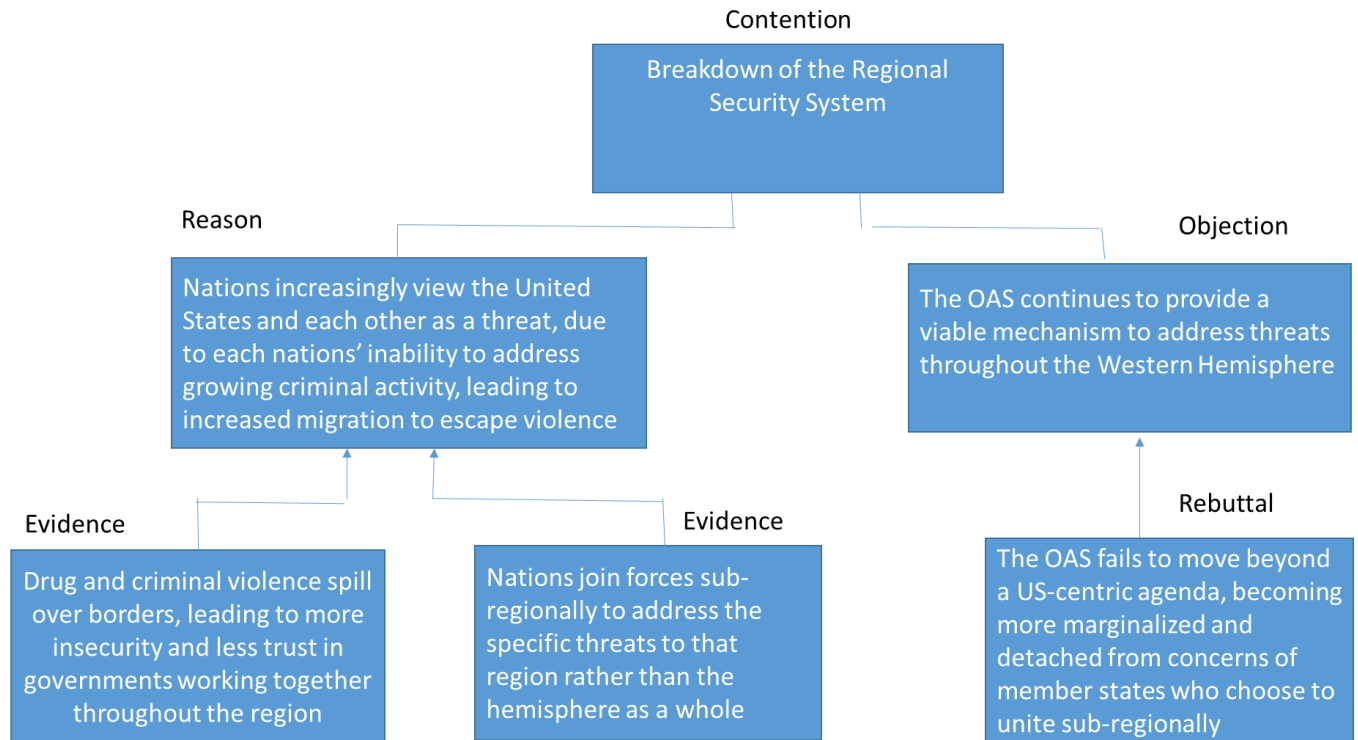 Contention
Breakdown of the Regional
Security System
Reason
Objection
Nations increasingly view the United
States and each other as a threat, due
to each nations’ inability to address
growing criminal activity, leading to
increased migration to escape violence
The OAS continues to provide a
viable mechanism to address threats
throughout the Western Hemisphere
Evidence
Evidence
Rebuttal
Drug and criminal violence spill
over borders, leading to more
insecurity and less trust in
governments working together
throughout the region
Nations join forces sub-
regionally to address the
specific threats to that
region rather than the
hemisphere as a whole
The OAS fails to move beyond
a US-centric agenda, becoming
more marginalized and
detached from concerns of
member states who choose to
unite sub-regionally